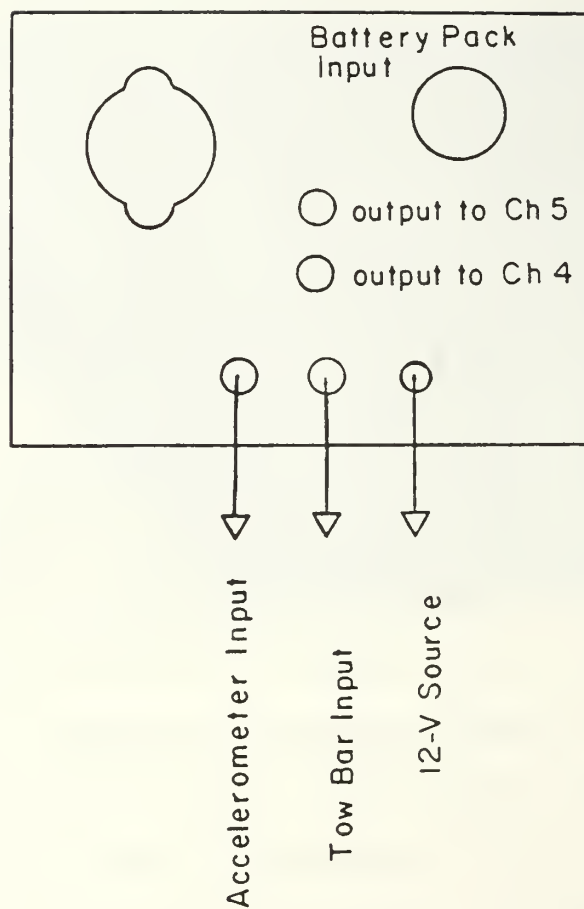 Battery Pack
Input
output to Ch 5
output to Ch 4
Accelerometer Input
Tow Bar Input
12-V Source